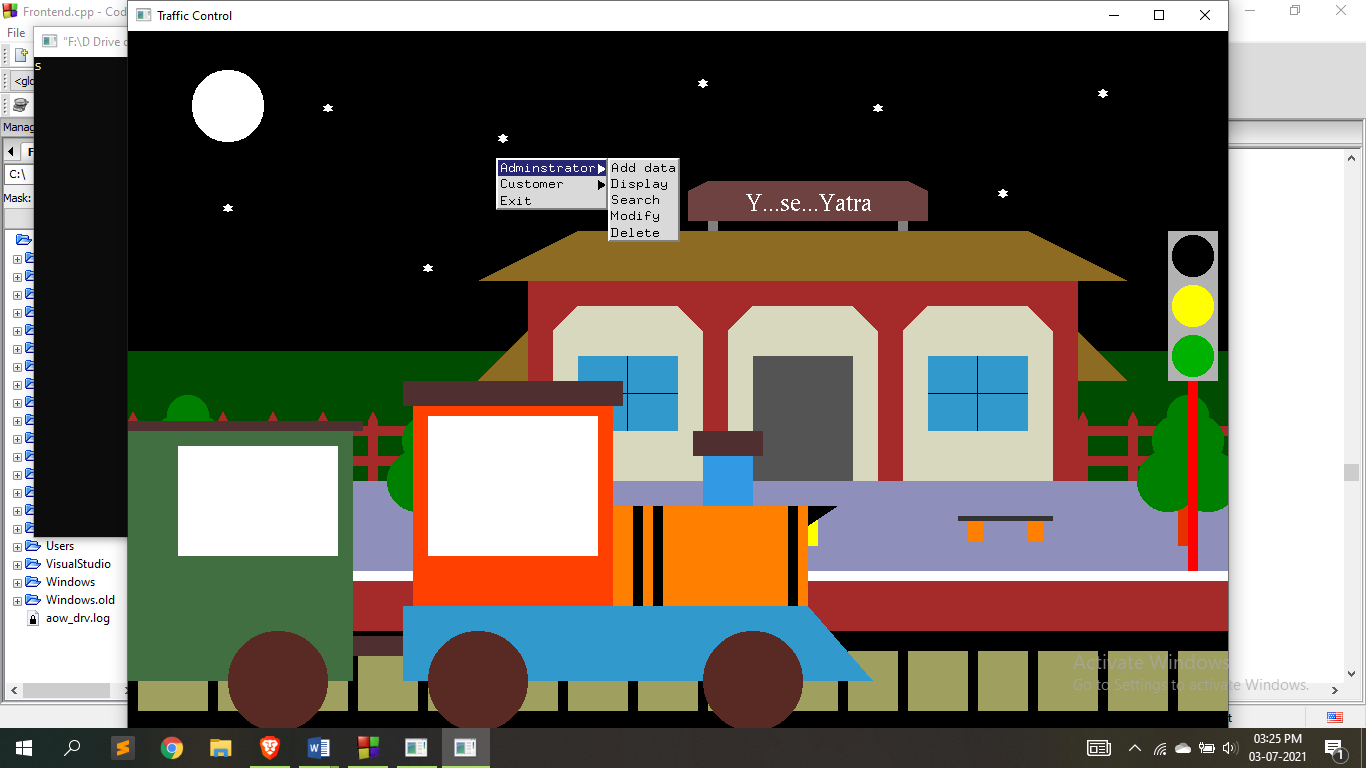 Frontend.cpp - Cod
Traffic Control
File
"F:\D Drive
s
<glo
Manag
F
C:\
Mask:
Adminstrator
Customer
Exit
Add data
Display
Search
Modify
Delete
Y...se...Yatra
Users
VisualStudio
Windows
Windows.old
aow_drv.log
Activate Windows
Go to Settings to activate Windows.
03:25 PM
03-07-2021
1